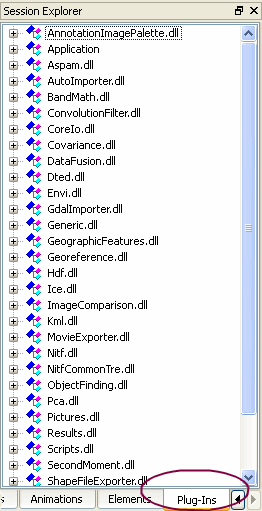 Session Explorer
AnnotationImagePalette.dll
Application
Aspam.dll
AutoImporter.dll
BandMath.dll
ConvolutionFilter.dll
CoreIo.dll
Covariance.dll
DataFusion.dll
Dted.dll
Envi.dll
GdalImporter.dll
Generic.dll
GeographicFeatures.dll
Georeference.dll
Hdf.dll
Ice.dll
ImageComparison.dll
Kml.dll
MovieExporter.dll
Nitf.dll
NitfCommonTre.dll
ObjectFinding.dll
Pca.dll
Pictures.dll
Results.dll
Scripts.dll
SecondMoment.dll
ShapeFileExporter.dll
s Animations Elements Plug-Ins